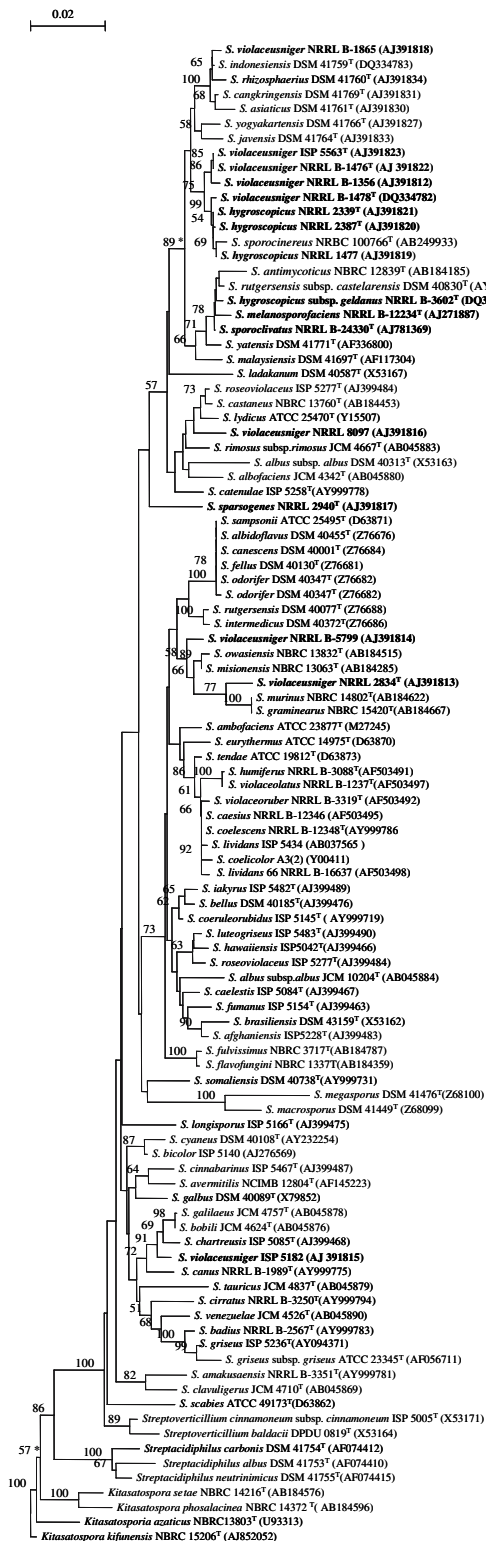 0.02
S. violaceusniger NRRL B-1865 (AJ391818)
65 S. indonesiensis DSM 41759T (DQ334783)
100 S. rhizosphaerius DSM 41760T (AJ391834)
68 S. cangkringensis DSM 41769T (AJ391831)
S. asiaticus DSM 41761T (AJ391830)
58 S. yogyakartensis DSM 41766T (AJ391827)
S. javensis DSM 41764T (AJ391833)
85 S. violaceusniger ISP 5563T (AJ391823)
86 S. violaceusniger NRRL B-1476T (AJ 391822)
75 S. violaceusniger NRRL B-1356 (AJ391812)
99 S. violaceusniger NRRL B-1478T (DQ334782)
54 S. hygroscopicus NRRL 2339T (AJ391821)
S. hygroscopicus NRRL 2387T (AJ391820)
89 * 69 S. sporocinereus NRBC 100766T (AB249933)
S. hygroscopicus NRRL 1477 (AJ391819)
S. antimycoticus NBRC 12839T (AB184185)
S. rutgersensis subsp. castelarensis DSM 40830T (AY
S. hygroscopicus subsp. geldanus NRRL B-3602T (DQ3
78 S. melanosporofaciens NRRL B-12234T (AJ271887)
71 S. sporoclivatus NRRL B-24330T (AJ781369)
66 S. yatensis DSM 41771T (AF336800)
S. malaysiensis DSM 41697T (AF117304)
S. ladakanum DSM 40587T (X53167)
57 73 S. roseoviolaceus ISP 5277T (AJ399484)
S. castaneus NBRC 13760T (AB184453)
S. lydicus ATCC 25470T (Y15507)
S. violaceusniger NRRL 8097 (AJ391816)
S. rimosus subsp.rimosus JCM 4667T (AB045883)
S. albus subsp. albus DSM 40313T (X53163)
S. albofaciens JCM 4342T (AB045880)
S. catenulae ISP 5258T(AY999778)
S. sparsogenes NRRL 2940T (AJ391817)
S. sampsonii ATCC 25495T (D63871)
S. albidoflavus DSM 40455T (Z76676)
S. canescens DSM 40001T (Z76684)
78 S. fellus DSM 40130T (Z76681)
100 S. odorifer DSM 40347T (Z76682)
S. odorifer DSM 40347T (Z76682)
100 S. rutgersensis DSM 40077T (Z76688)
S. intermedicus DSM 40372T(Z76686)
S. violaceusniger NRRL B-5799 (AJ391814)
58 89 S. owasiensis NBRC 13832T (AB184515)
66 S. misionensis NBRC 13063T (AB184285)
77 S. violaceusniger NRRL 2834T (AJ391813)
00 S. murinus NBRC 14802T(AB184622)
S. graminearus NBRC 15420T(AB184667)
S. ambofaciens ATCC 23877T (M27245)
S. eurythermus ATCC 14975T (D63870)
S. tendae ATCC 19812T (D63873)
86 100 S. humiferus NRRL B-3088T(AF503491)
61 S. violaceolatus NRRL B-1237T(AF503497)
S. violaceoruber NRRL B-3319T (AF503492)
66 S. caesius NRRL B-12346 (AF503495)
S. coelescens NRRL B-12348T(AY999786
92 S. lividans ISP 5434 (AB037565 )
S. coelicolor A3(2) (Y00411)
S. lividans 66 NRRL B-16637 (AF503498)
65 S. iakyrus ISP 5482T (AJ399489)
62 S. bellus DSM 40185T(AJ399476)
S. coeruleorubidus ISP 5145T ( AY999719)
73 S. luteogriseus ISP 5483T (AJ399490)
63 S. hawaiiensis ISP5042T(AJ399466)
S. roseoviolaceus ISP 5277T (AJ399484)
S. albus subsp.albus JCM 10204T (AB045884)
S. caelestis ISP 5084T (AJ399467)
S. fumanus ISP 5154T (AJ399463)
90 S. brasiliensis DSM 43159T (X53162)
S. afghaniensis ISP5228T (AJ399483)
100 S. fulvissimus NBRC 3717T(AB184787)
S. flavofungini NBRC 1337T(AB184359)
S. somaliensis DSM 40738T(AY999731)
100 S. megasporus DSM 41476T(Z68100)
S. macrosporus DSM 41449T (Z68099)
S. longisporus ISP 5166T (AJ399475)
87 S. cyaneus DSM 40108T (AY232254)
S. bicolor ISP 5140 (AJ276569)
64 S. cinnabarinus ISP 5467T (AJ399487)
S. avermitilis NCIMB 12804T (AF145223)
S. galbus DSM 40089T (X79852)
98 S. galilaeus JCM 4757T (AB045878)
69 S. bobili JCM 4624T (AB045876)
91 S. chartreusis ISP 5085T (AJ399468)
72 S. violaceusniger ISP 5182 (AJ 391815)
S. canus NRRL B-1989T (AY999775)
S. tauricus JCM 4837T (AB045879)
51 S. cirratus NRRL B-3250T(AY999794)
68 S. venezuelae JCM 4526T (AB045890)
100 S. badius NRRL B-2567T (AY999783)
99 S. griseus ISP 5236T(AY094371)
S. griseus subsp. griseus ATCC 23345T (AF056711)
100 82 S. amakusaensis NRRL B-3351T(AY999781)
S. clavuligerus JCM 4710T (AB045869)
S. scabies ATCC 49173T(D63862)
86 89 Streptoverticillium cinnamoneum subsp. cinnamoneum ISP 5005T (X53171)
Streptoverticillium baldacii DPDU 0819T (X53164)
57 * 100 Streptacidiphilus carbonis DSM 41754T (AF074412)
67 Streptacidiphilus albus DSM 41753T (AF074410)
Streptacidiphilus neutrinimicus DSM 41755T(AF074415)
100 100 Kitasatospora setae NBRC 14216T (AB184576)
Kitasatospora phosalacinea NBRC 14372 T( AB184596)
Kitasatosporia azaticus NBRC13803T (U93313)
Kitasatospora kifunensis NBRC 15206T (AJ852052)